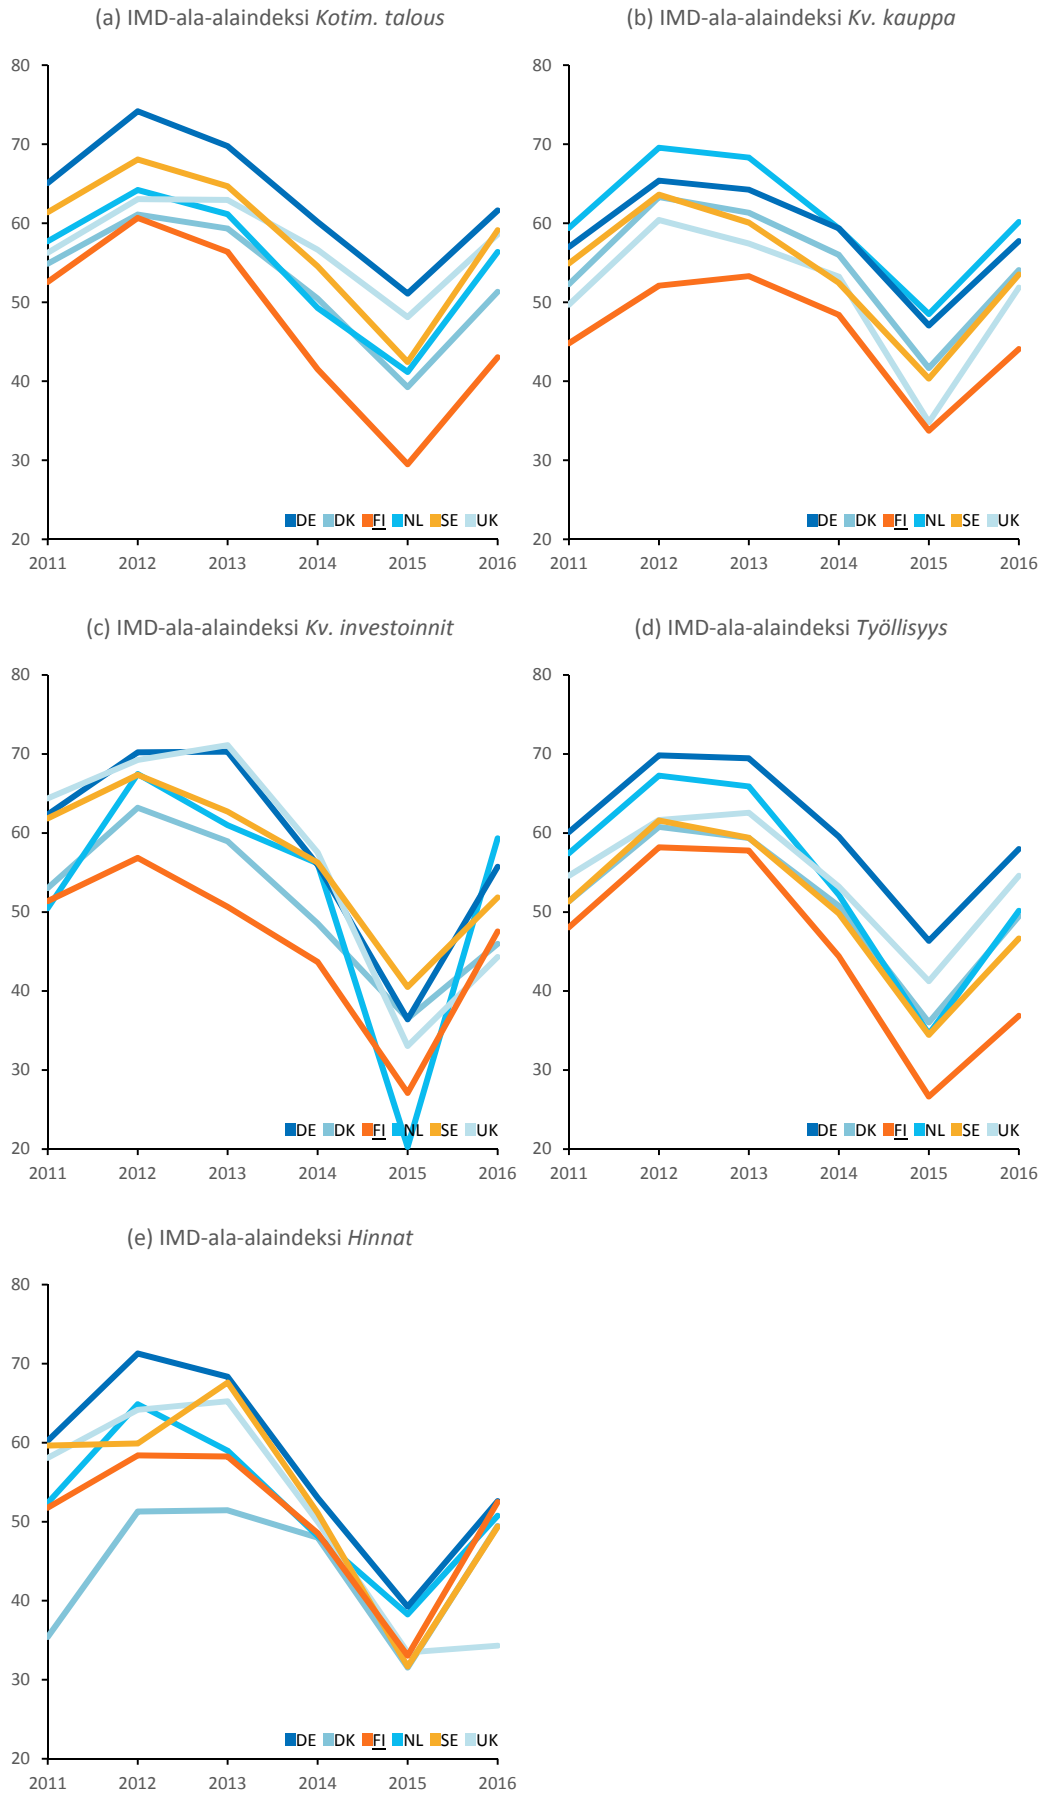 (a) IMD-ala-alaindeksi Kotim. talous
80
70
60
50
40
30
20
DE DK FI NL SE UK
2011 2012 2013 2014 2015 2016
(b) IMD-ala-alaindeksi Kv. kauppa
80
70
60
50
40
30
20
DE DK FI NL SE UK
2011 2012 2013 2014 2015 2016
(c) IMD-ala-alaindeksi Kv. investoinnit
80
70
60
50
40
30
20
DE DK FI NL SE UK
2011 2012 2013 2014 2015 2016
(d) IMD-ala-alaindeksi Työllisyys
80
70
60
50
40
30
20
DE DK FI NL SE UK
2011 2012 2013 2014 2015 2016
(e) IMD-ala-alaindeksi Hinnat
80
70
60
50
40
30
20
DE DK FI NL SE UK
2011 2012 2013 2014 2015 2016